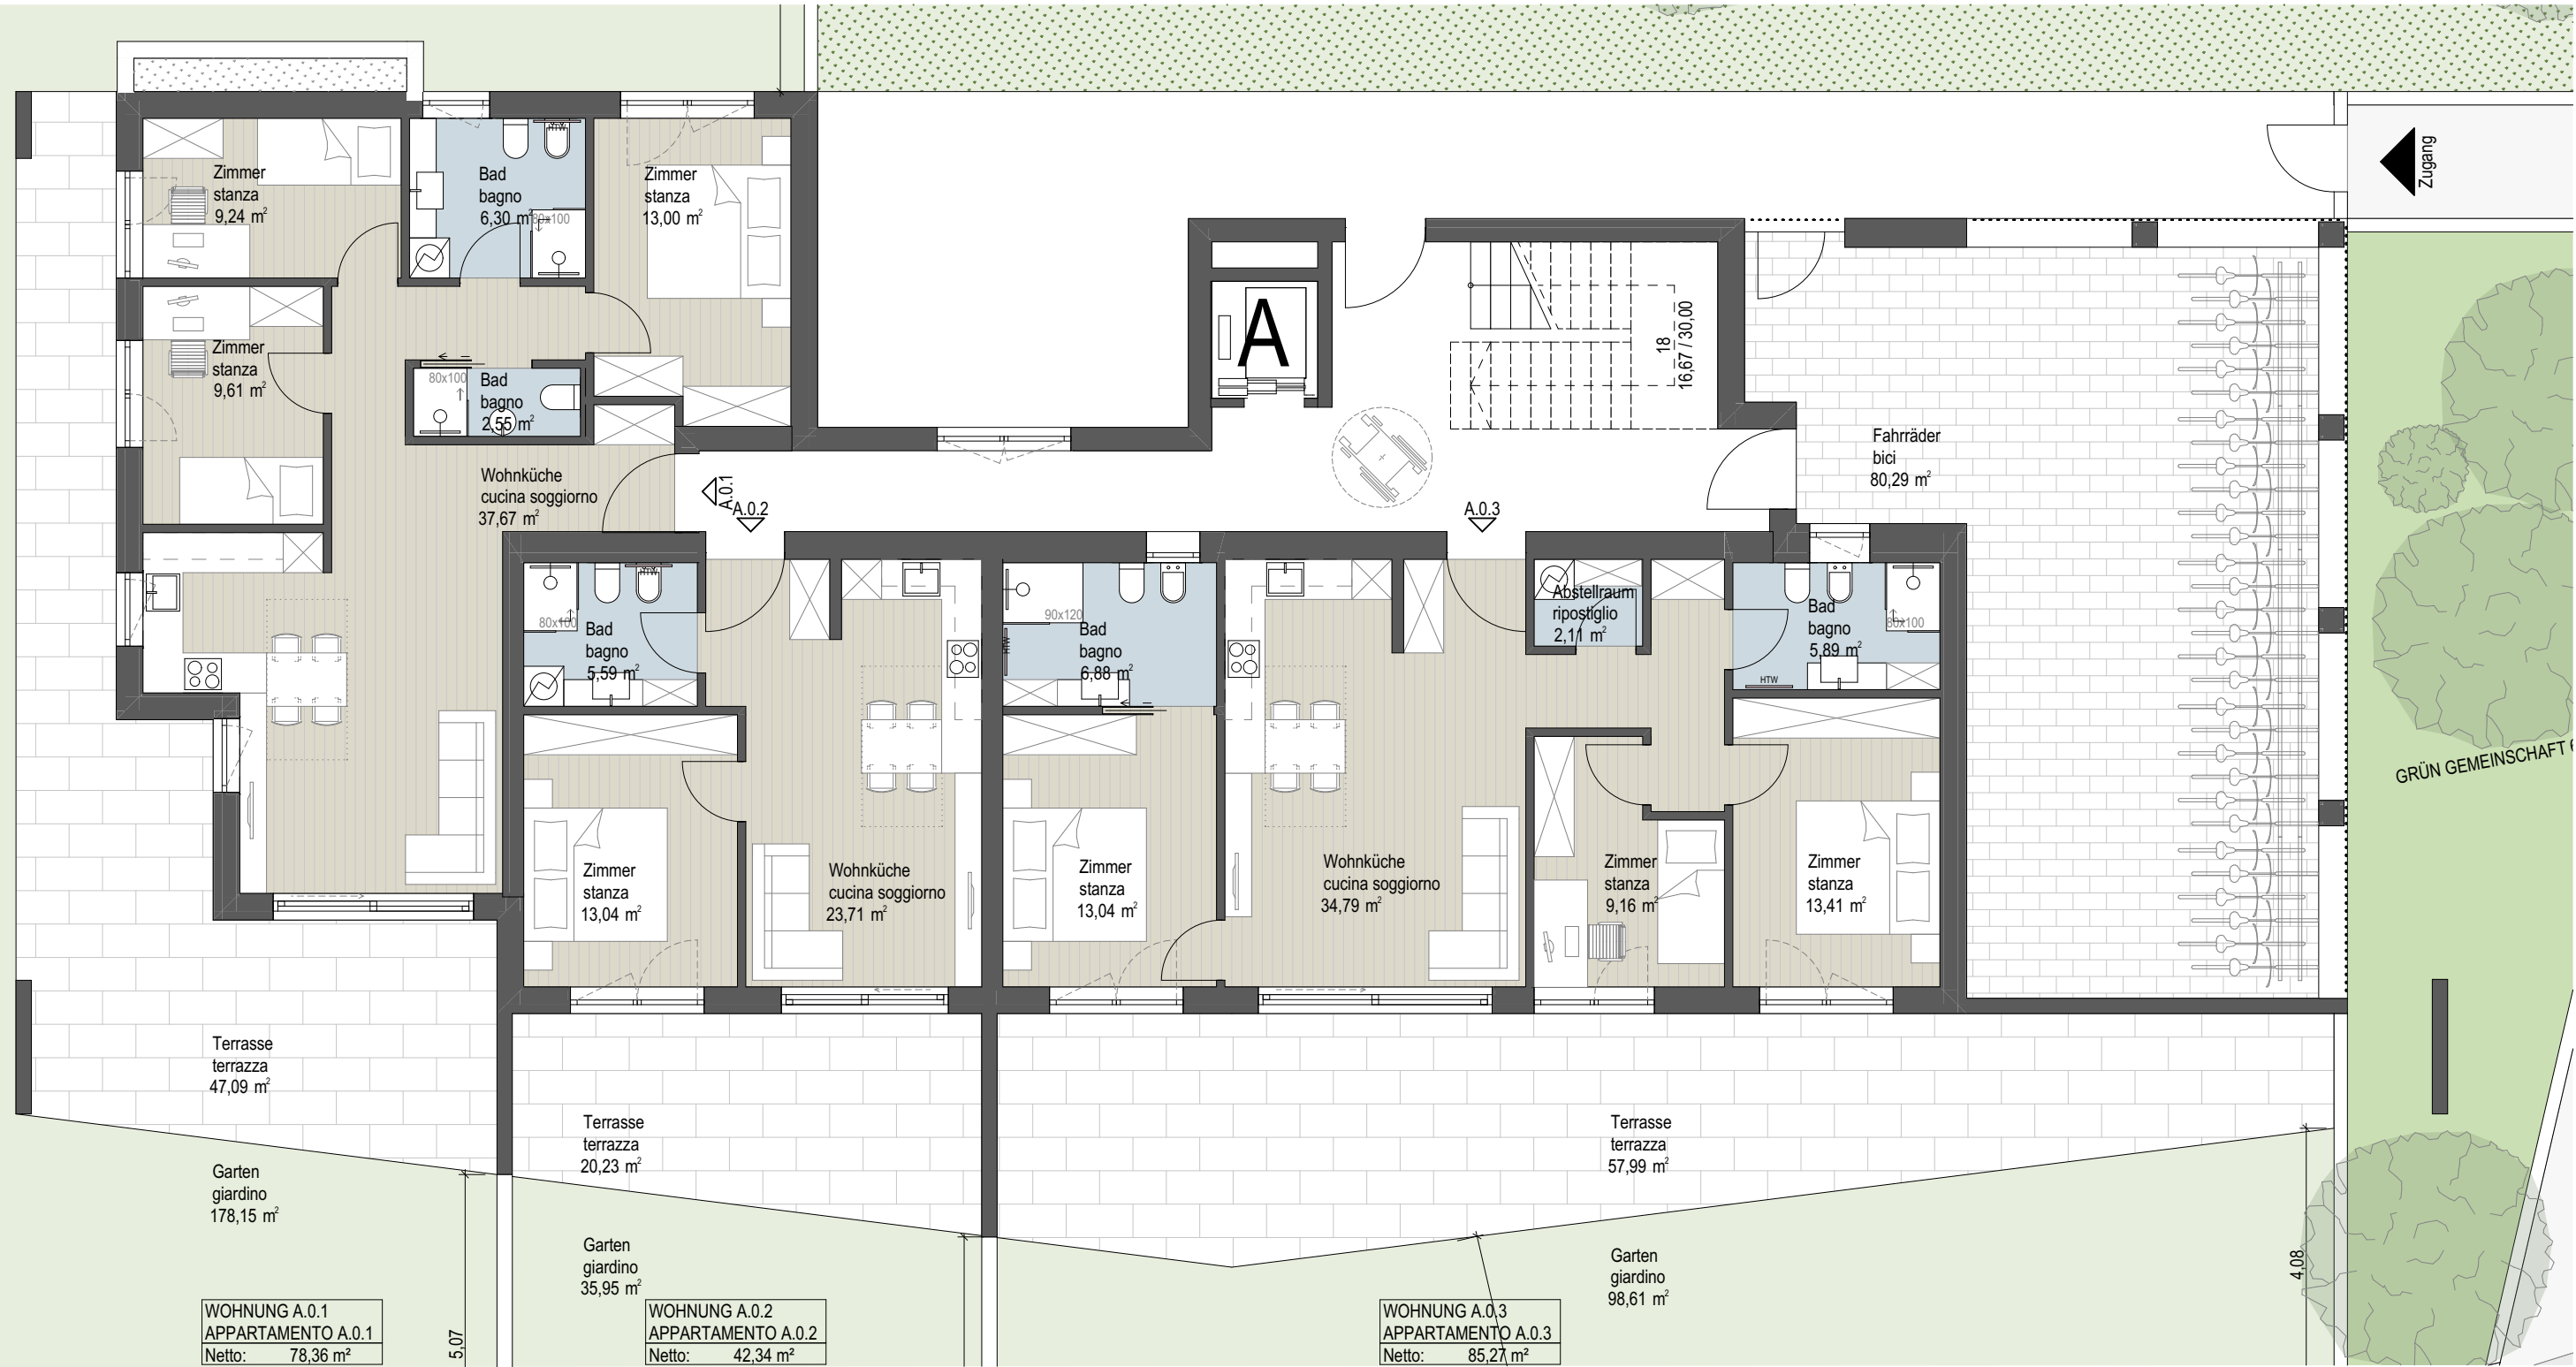 Zugang
Zimmer
stanza
9,24 m²
Bad
bagno
6,30 m²
80x100
HTW
Zimmer
stanza
13,00 m²
Zimmer
stanza
9,61 m²
80x100
Bad
bagno
2,55 m²
Wohnküche
cucina soggiorno
37,67 m²
A.0.1
A.0.2
A
18
16,67 / 30,00
A.0.3
Fahrräder
bici
80,29 m²
80x100
HTW
Bad
bagno
5,59 m²
90x120
HTW
Bad
bagno
6,88 m²
Abstellraum
ripostiglio
2,11 m²
Bad
bagno
5,89 m²
80x100
HTW
GRÜN GEMEINSCHAFT
Zimmer
stanza
13,04 m²
Wohnküche
cucina soggiorno
23,71 m²
Zimmer
stanza
13,04 m²
Wohnküche
cucina soggiorno
34,79 m²
Zimmer
stanza
9,16 m²
Zimmer
stanza
13,41 m²
Terrasse
terrazza
47,09 m²
Terrasse
terrazza
20,23 m²
Terrasse
terrazza
57,99 m²
Garten
giardino
178,15 m²
Garten
giardino
35,95 m²
Garten
giardino
98,61 m²
4,08
5,07
WOHNUNG A.0.1
APPARTAMENTO A.0.1
Netto: 78,36 m²
WOHNUNG A.0.2
APPARTAMENTO A.0.2
Netto: 42,34 m²
WOHNUNG A.0.3
APPARTAMENTO A.0.3
Netto: 85,27 m²